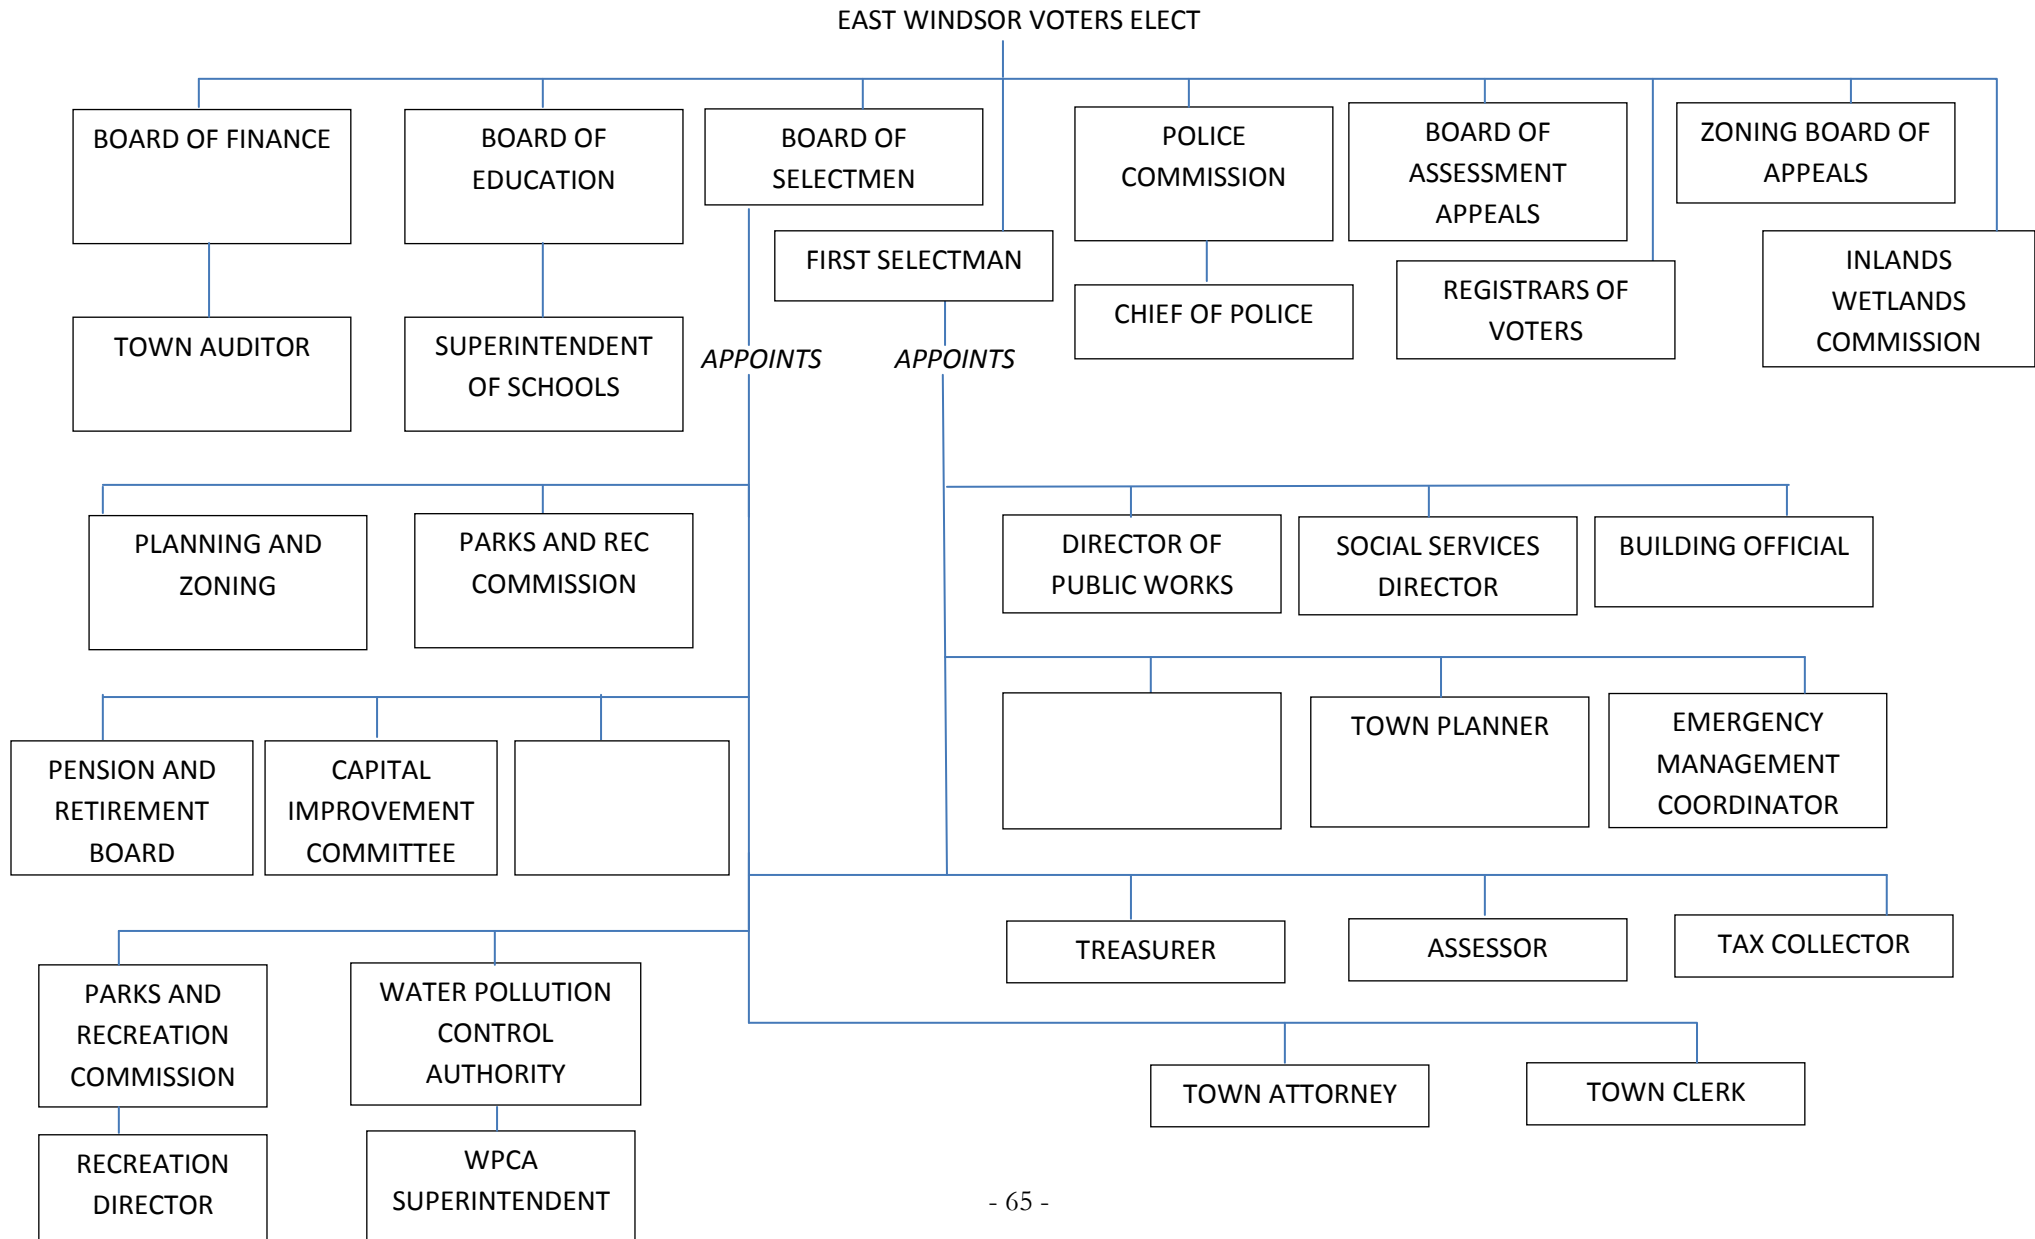 EAST WINDSOR VOTERS ELECT
BOARD OF FINANCE
BOARD OF
EDUCATION
BOARD OF
SELECTMEN
POLICE
COMMISSION
BOARD OF
ASSESSMENT
APPEALS
ZONING BOARD OF
APPEALS
FIRST SELECTMAN
CHIEF OF POLICE
REGISTRARS OF
VOTERS
INLANDS
WETLANDS
COMMISSION
TOWN AUDITOR
SUPERINTENDENT
OF SCHOOLS
APPOINTS
APPOINTS
PLANNING AND
ZONING
PARKS AND REC
COMMISSION
DIRECTOR OF
PUBLIC WORKS
SOCIAL SERVICES
DIRECTOR
BUILDING OFFICIAL
PENSION AND
RETIREMENT
BOARD
CAPITAL
IMPROVEMENT
COMMITTEE
TOWN PLANNER
EMERGENCY
MANAGEMENT
COORDINATOR
TREASURER
ASSESSOR
TAX COLLECTOR
PARKS AND
RECREATION
COMMISSION
WATER POLLUTION
CONTROL
AUTHORITY
TOWN ATTORNEY
TOWN CLERK
RECREATION
DIRECTOR
WPCA
SUPERINTENDENT
- 65 -